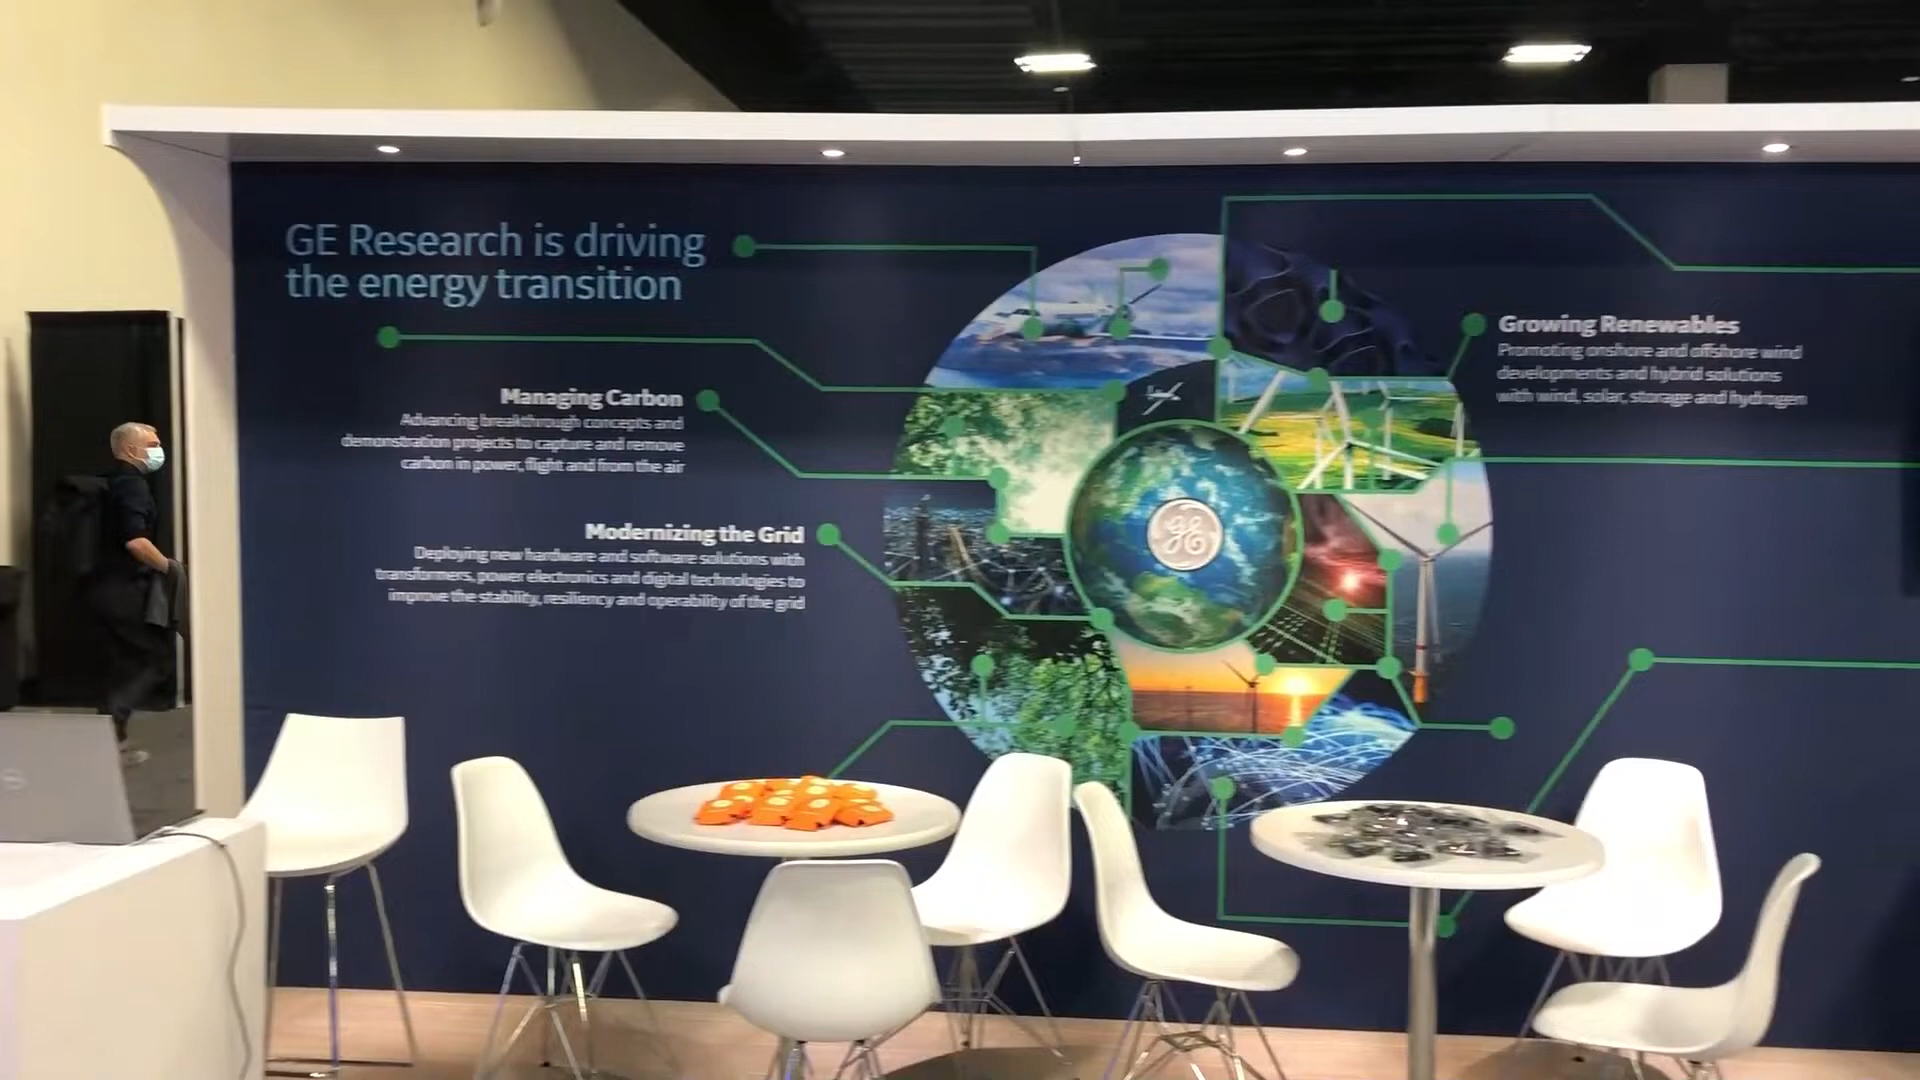 GE Research is driving
the energy transition
Managing Carbon
Advancing breakthrough concepts and
demonstration projects to capture and remove
carbon in power, flight and from the air
Modernizing the Grid
Deploying new hardware and software solutions with
transformers, power electronics and digital technologies to
improve the stability, resiliency and operability of the grid
Growing Renewables
Promoting onshore and offshore wind
developments and hybrid solutions
with wind, solar, storage and hydrogen
GE